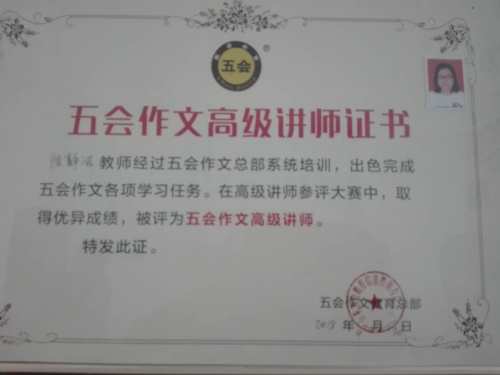 五会
五会作文高级讲师证书
教师经过五会作文总部系统培训，出色完成
五会作文各项学习任务。在高级讲师参评大赛中，取
得优异成绩，被评为五会作文高级讲师。
特发此证。
五会作文教育总部
年 月 日